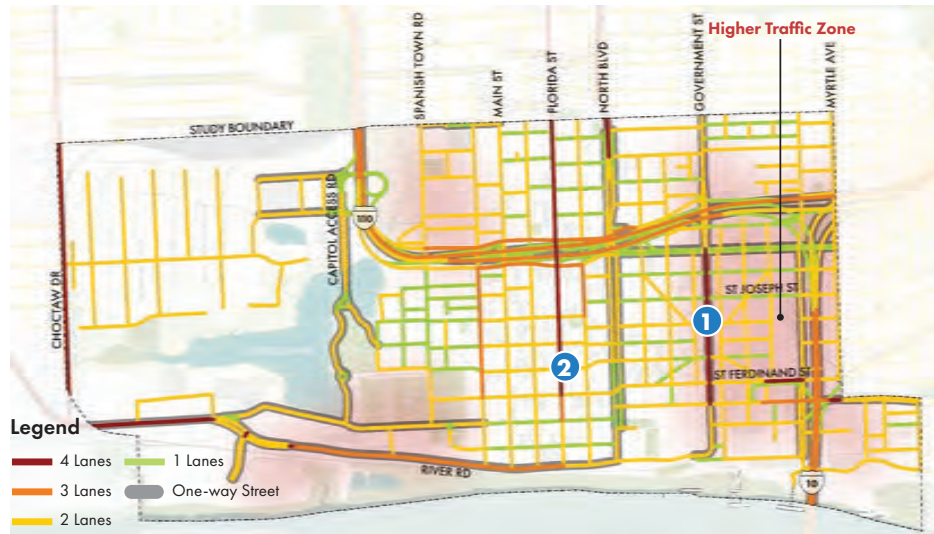 SPANISH TOWN RD
MAIN ST
FLORIDA ST
NORTH BLVD
GOVERNMENT ST
Higher Traffic Zone
MYRTLE AVE
STUDY BOUNDARY
CAPITOL ACCESS RD
110
CHOCTAW DR
ST JOSEPH ST
1
2
ST FERDINAND ST
RIVER RD
10
Legend
4 Lanes
1 Lanes
3 Lanes
One-way Street
2 Lanes